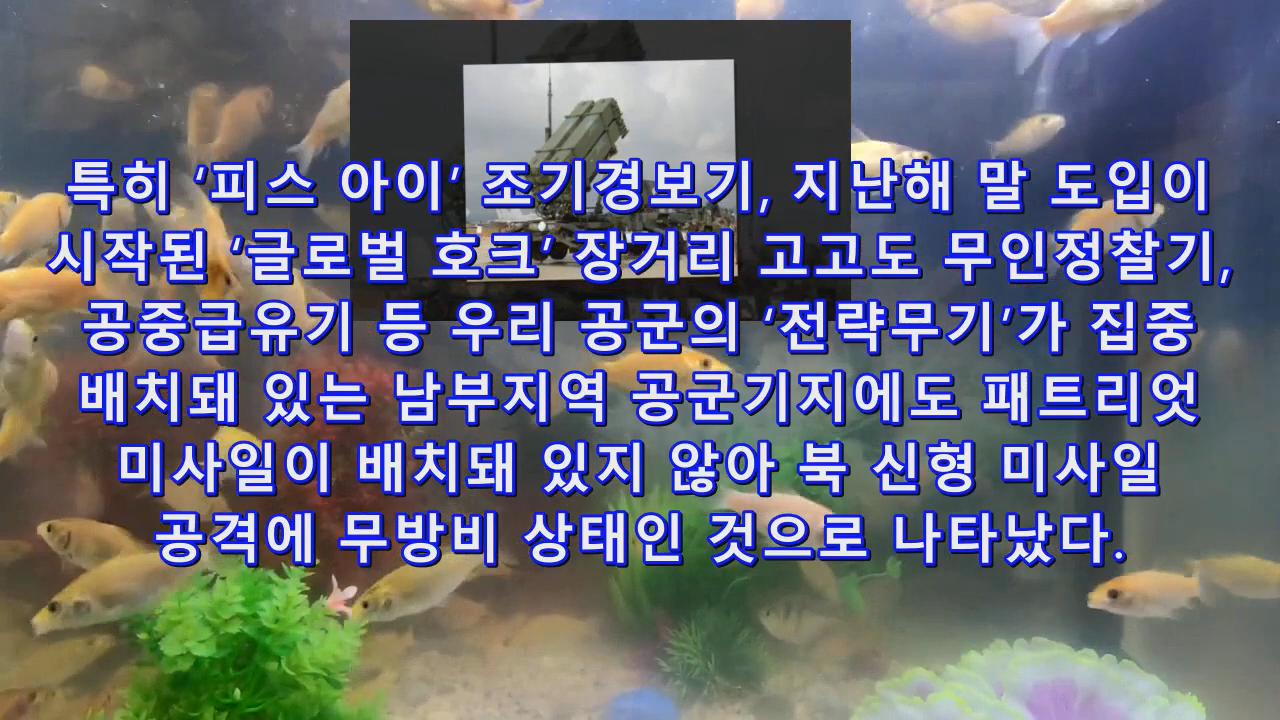 특히 ‘피스 아이’ 조기경보기, 지난해 말 도입이
시작된 ‘글로벌 호크’ 장거리 고고도 무인정찰기,
공중급유기 등 우리 공군의 ‘전략무기’가 집중
배치돼 있는 남부지역 공군기지에도 패트리엇
미사일이 배치돼 있지 않아 북 신형 미사일
공격에 무방비 상태인 것으로 나타났다.